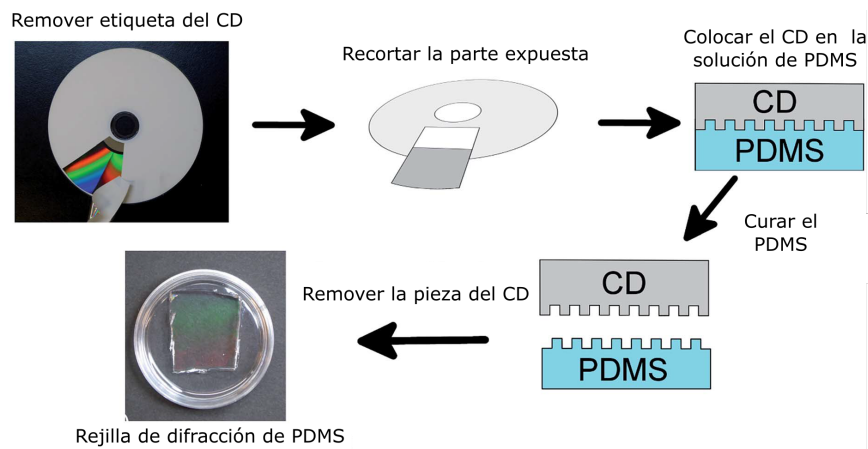 Remover etiqueta del CD
Recortar la parte expuesta
Colocar el CD en la
solución de PDMS
CD
PDMS
Curar el
PDMS
CD
PDMS
Remover la pieza del CD
Rejilla de difracción de PDMS